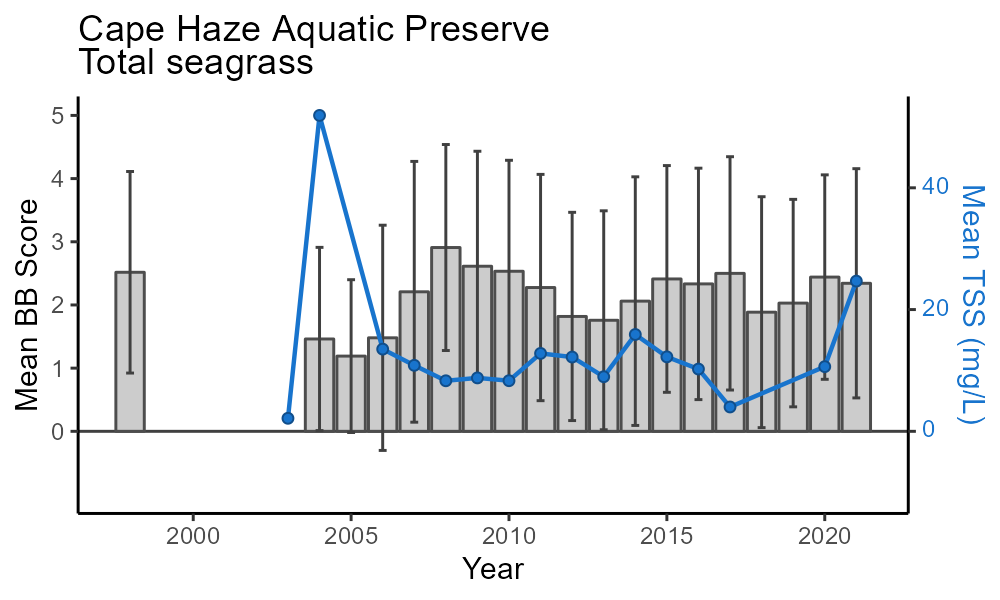 Cape Haze Aquatic Preserve
Total seagrass
Mean BB Score
5
4
3
2
1
0
40
20
0
Mean TSS (mg/L)
2000
2005
2010
2015
2020
Year